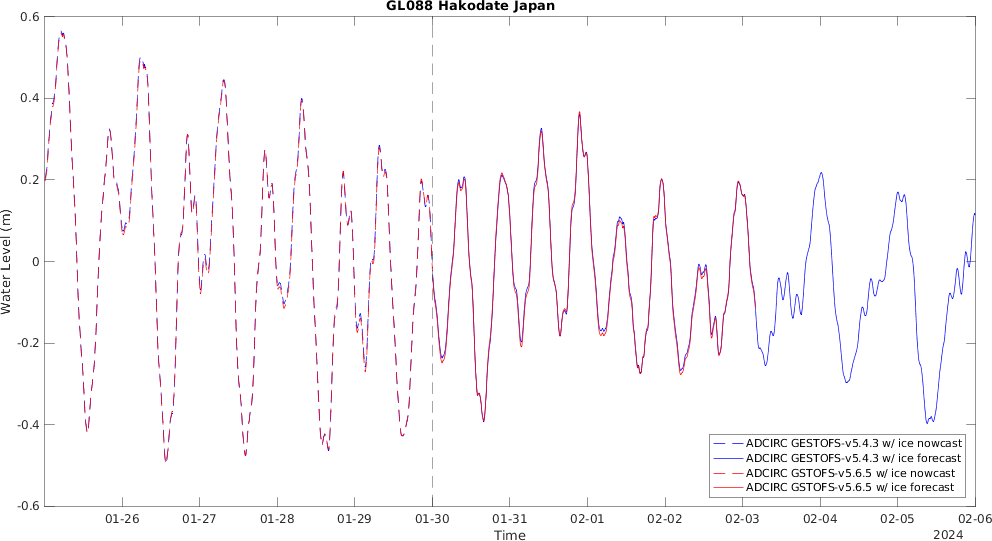 GL088 Hakodate Japan
Water Level (m)
0.6
0.4
0.2
0
-0.2
-0.4
-0.6
ADCIRC GESTOFS-v5.4.3 w/ ice nowcast
ADCIRC GESTOFS-v5.4.3 w/ ice forecast
ADCIRC GSTOFS-v5.6.5 w/ ice nowcast
ADCIRC GSTOFS-v5.6.5 w/ ice forecast
01-26 01-27 01-28 01-29 01-30 01-31 02-01 02-02 02-03 02-04 02-05 02-06
Time
2024